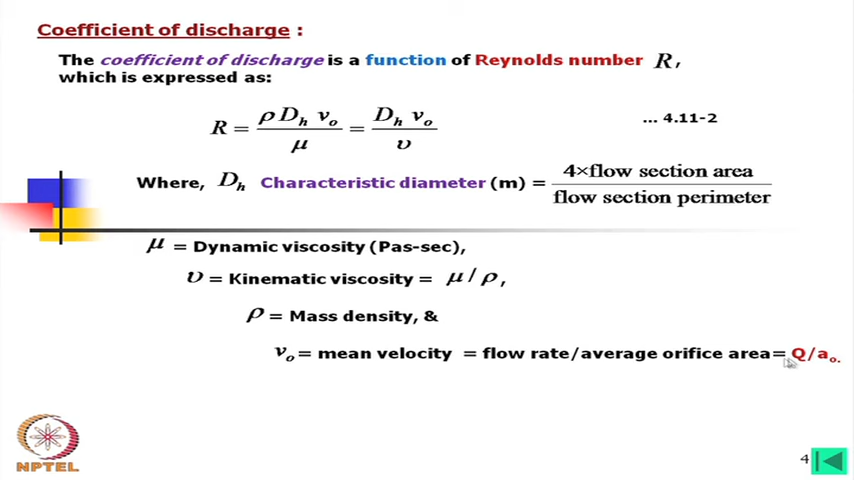 Coefficient of discharge :
The coefficient of discharge is a function of Reynolds number R,
which is expressed as:
R = ρ D_h v_o / μ = D_h v_o / υ ... 4.11-2
Where, D_h Characteristic diameter (m) = 4×flow section area / flow section perimeter
μ = Dynamic viscosity (Pas-sec),
υ = Kinematic viscosity = μ / ρ,
ρ = Mass density, &
v_o = mean velocity = flow rate/average orifice area= Q/a_o.
NPTEL
4